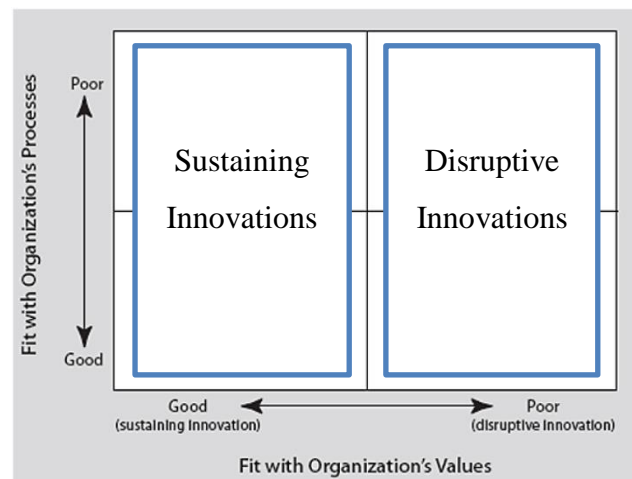 Fit with Organization's Processes
Poor
Good
Sustaining
Innovations
Disruptive
Innovations
Good
(sustaining innovation)
Poor
(disruptive innovation)
Fit with Organization's Values